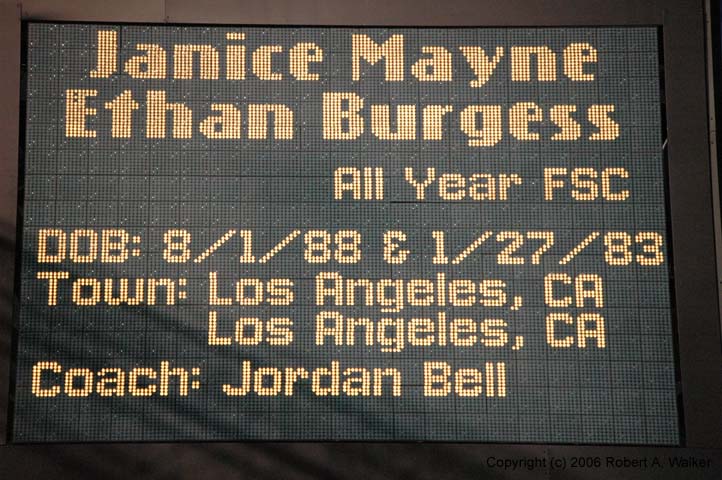 Janice Mayne
Ethan Burgess
All Year FSC
DOB: 8/1/88 & 1/27/83
Town: Los Angeles, CA
Los Angeles, CA
Coach: Jordan Bell
Copyright (c) 2006 Robert A. Walker